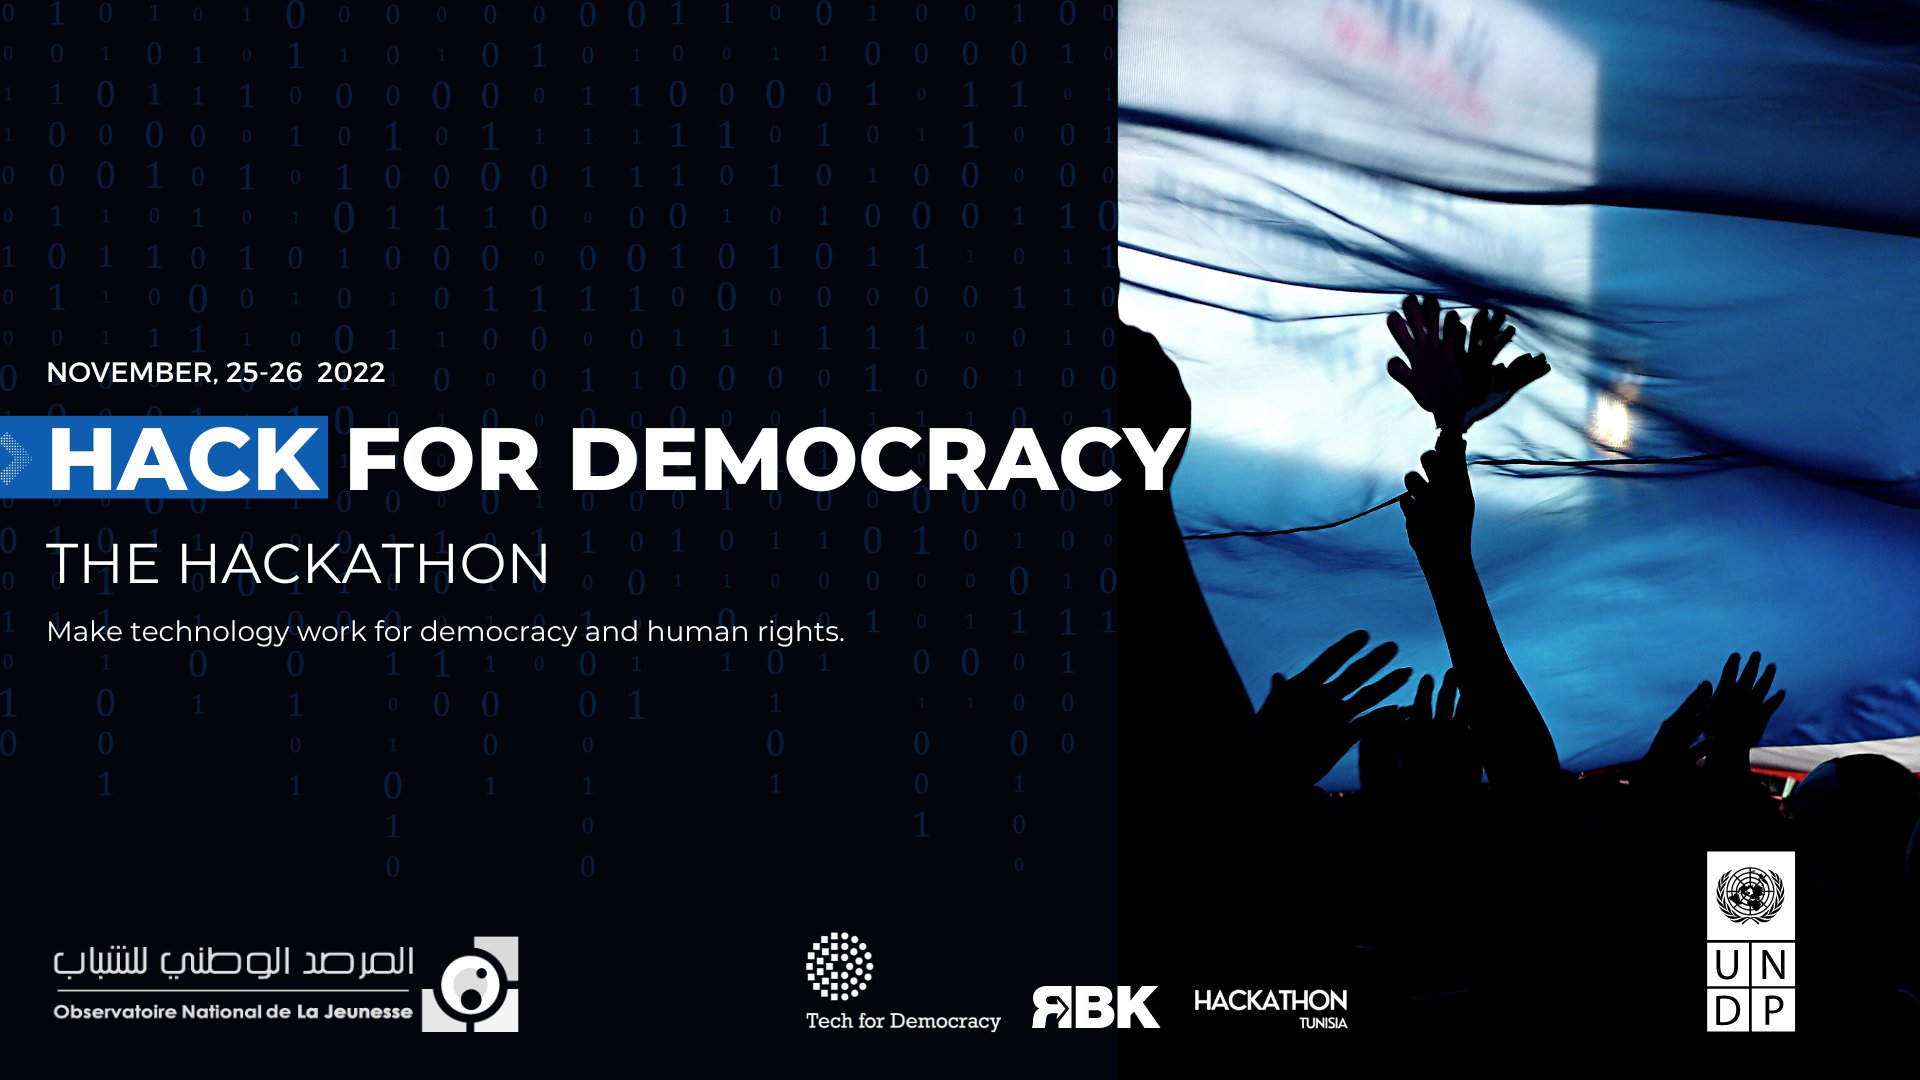 NOVEMBER, 25-26 2022
HACK FOR DEMOCRACY
THE HACKATHON
Make technology work for democracy and human rights.
المرصد الوطني للشباب
Observatoire National de La Jeunesse
Tech for Democracy
RBK
HACKATHON
TUNISIA
U N
D P